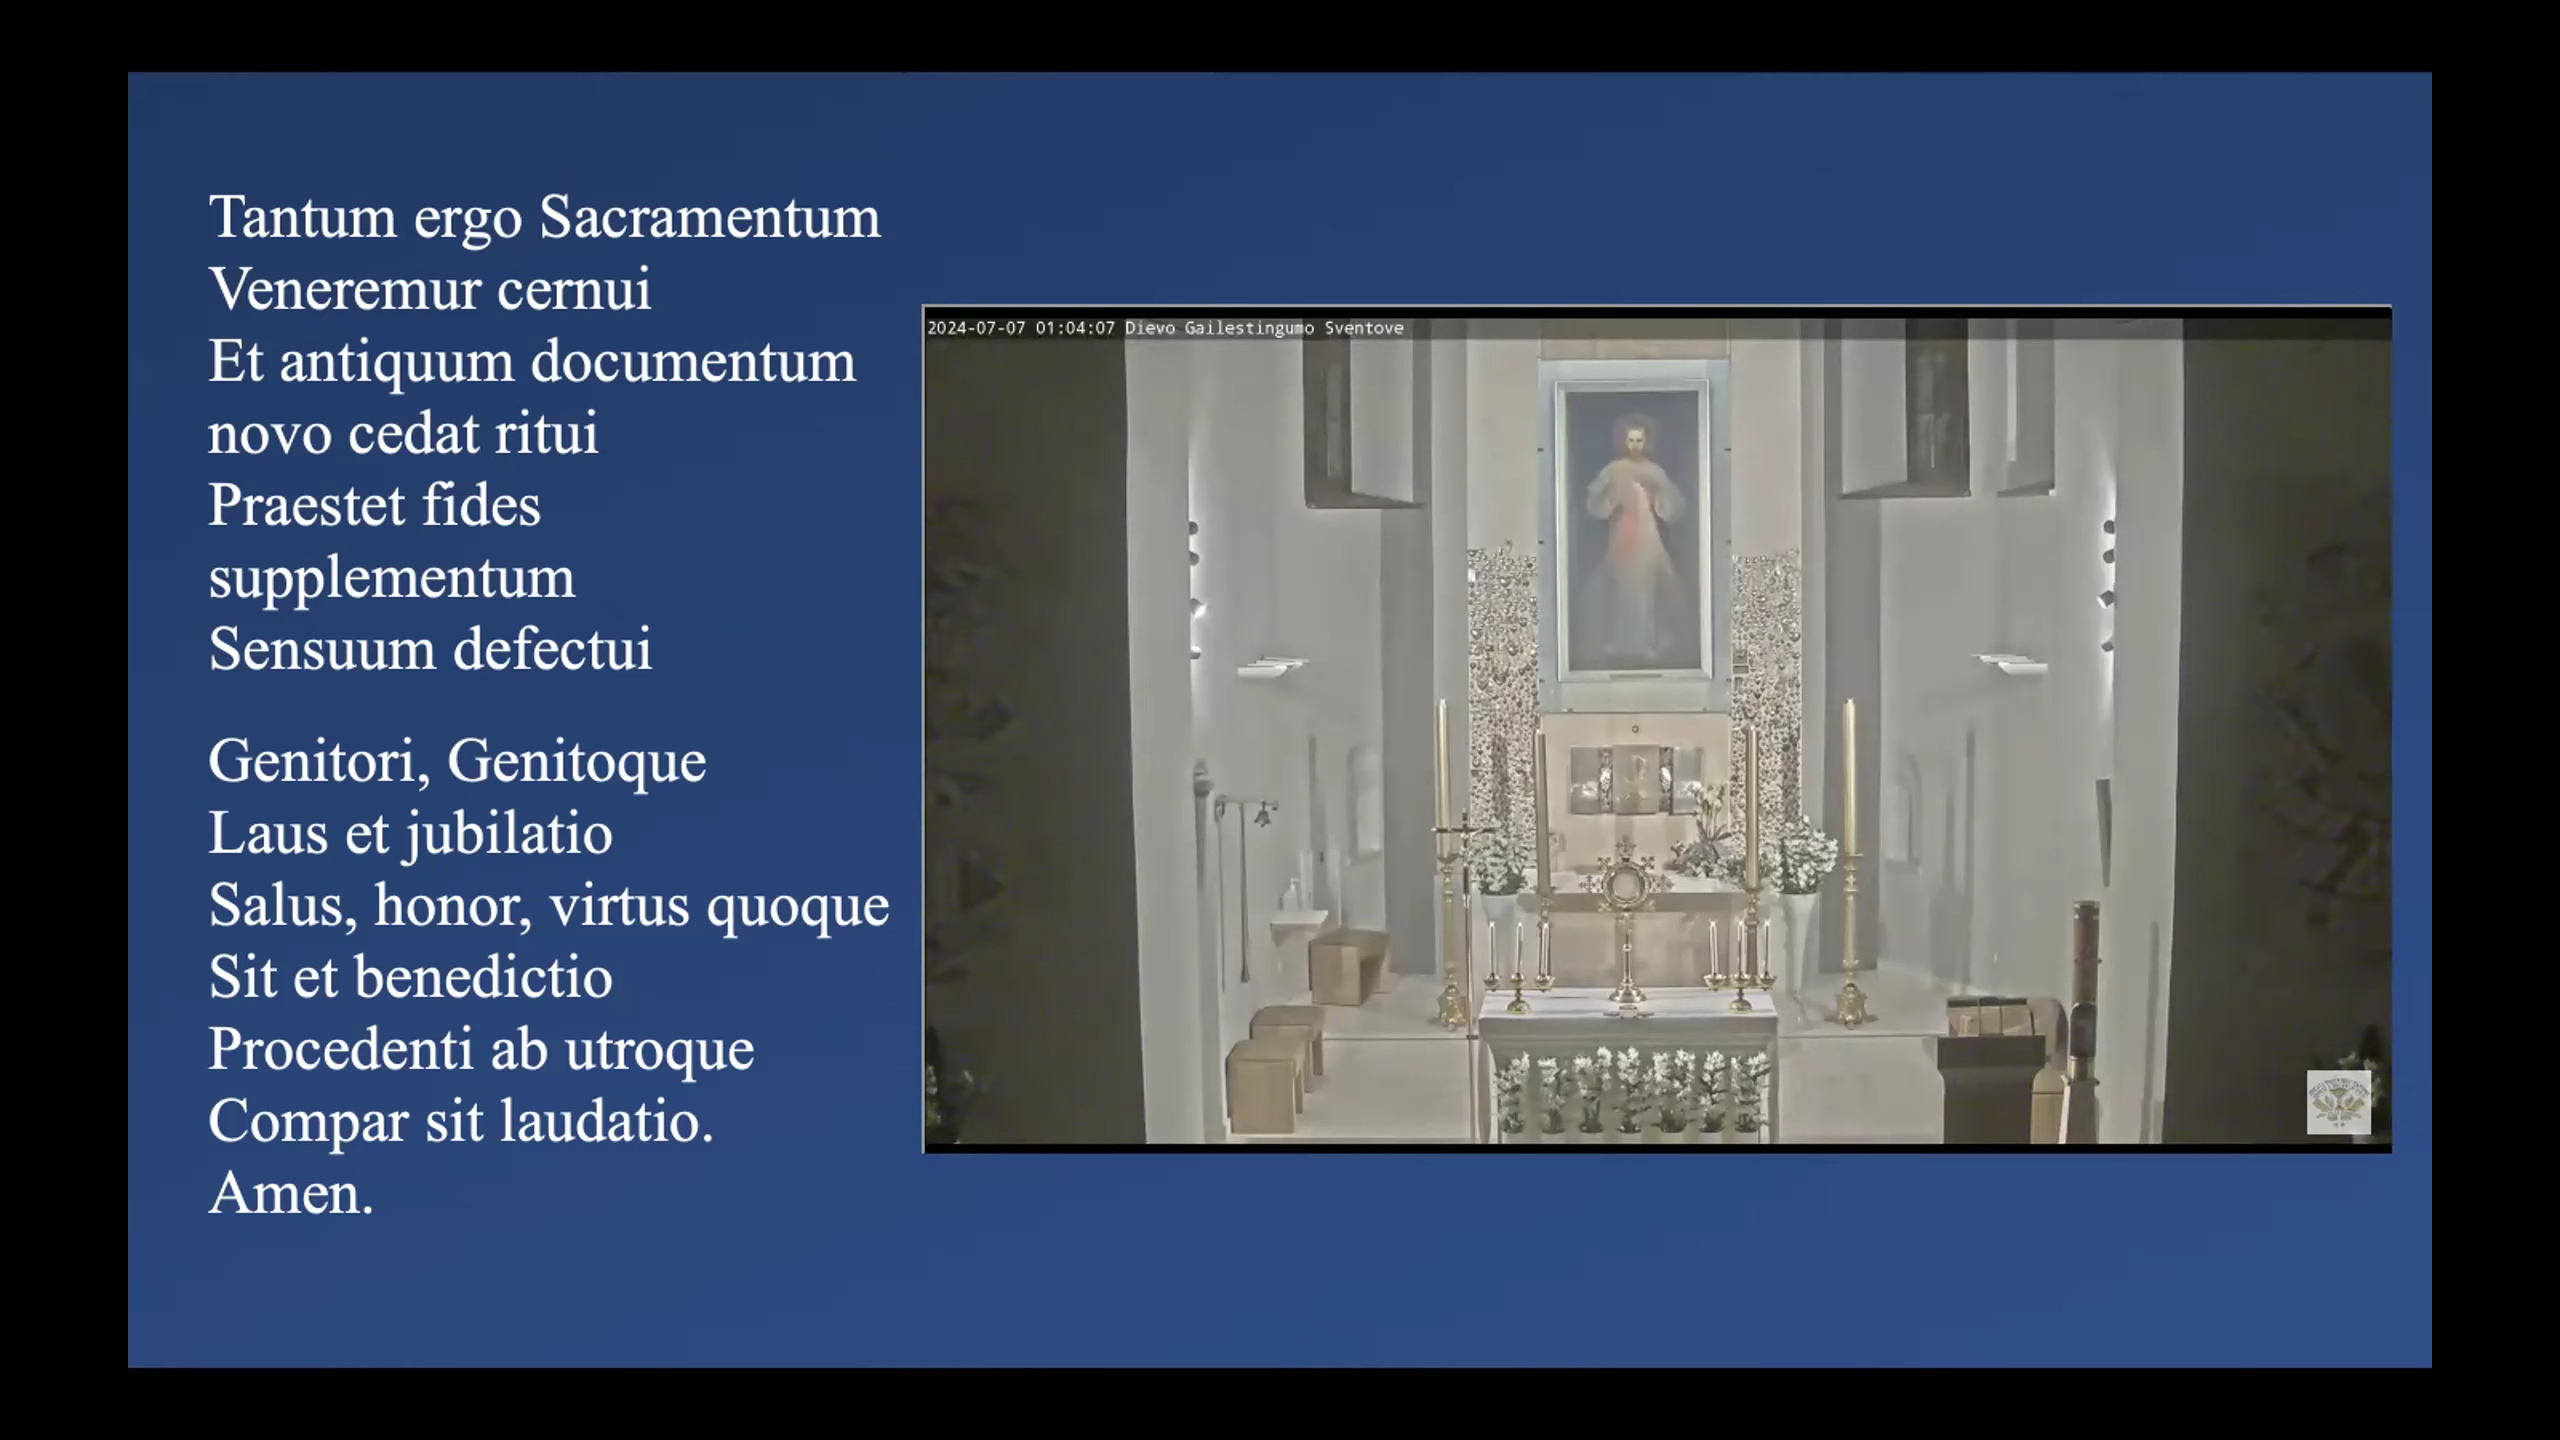 Tantum ergo Sacramentum
Veneremur cernui
Et antiquum documentum
novo cedat ritui
Praestet fides
supplementum
Sensuum defectui
Genitori, Genitoque
Laus et jubilatio
Salus, honor, virtus quoque
Sit et benedictio
Procedenti ab utroque
Compar sit laudatio.
Amen.
2024-07-07 01:04:07 Dievo Gailestingumo Sventove